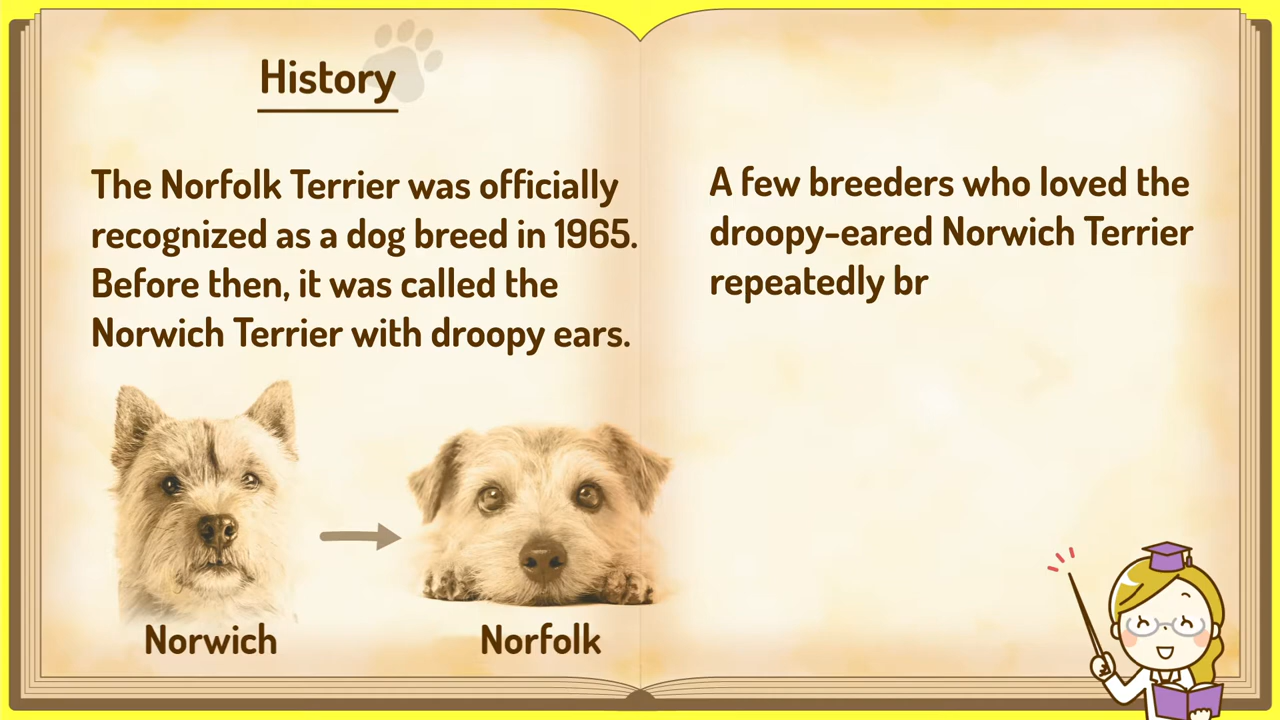 History
The Norfolk Terrier was officially
recognized as a dog breed in 1965.
Before then, it was called the
Norwich Terrier with droopy ears.
Norwich
Norfolk
A few breeders who loved the
droopy-eared Norwich Terrier
repeatedly br